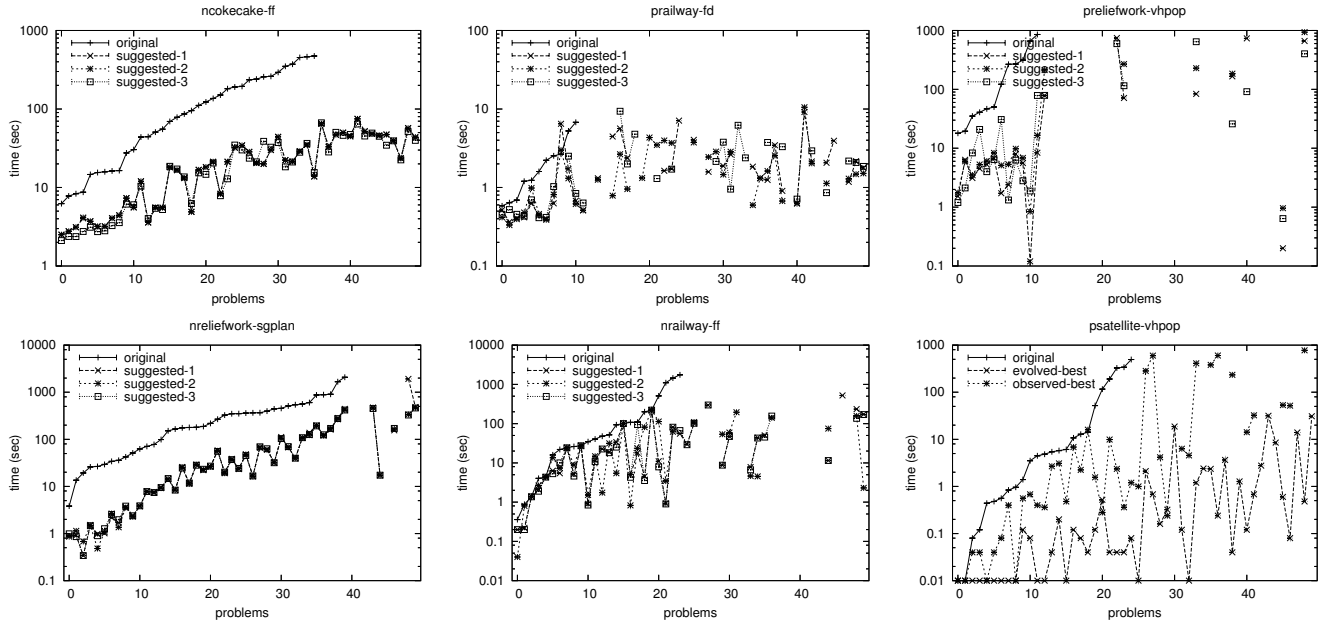 ncokecake-ff
time (sec)
1000
100
10
1
original
suggested-1
suggested-2
suggested-3
0 10 20 30 40
problems
prailway-fd
time (sec)
100
10
1
0.1
original
suggested-1
suggested-2
suggested-3
0 10 20 30 40
problems
preliefwork-vhpop
time (sec)
1000
100
10
1
0.1
original
suggested-1
suggested-2
suggested-3
0 10 20 30 40
problems
nreliefwork-sgplan
time (sec)
10000
1000
100
10
1
0.1
original
suggested-1
suggested-2
suggested-3
0 10 20 30 40
problems
nrailway-ff
time (sec)
10000
1000
100
10
1
0.1
0.01
original
suggested-1
suggested-2
suggested-3
0 10 20 30 40
problems
psatellite-vhpop
time (sec)
1000
100
10
1
0.1
0.01
original
evolved-best
observed-best
0 10 20 30 40
problems